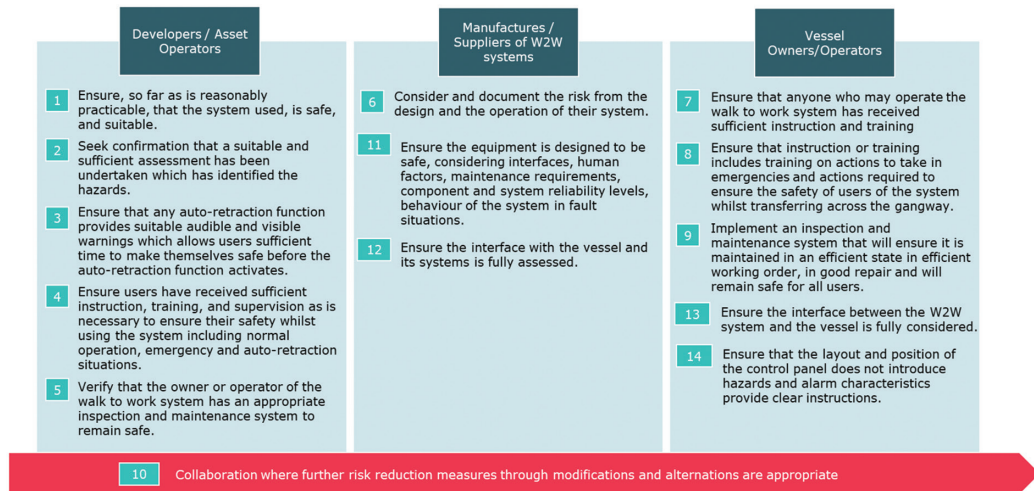 Developers / Asset
Operators
1
Ensure, so far as is reasonably
practicable, that the system used, is safe,
and suitable.
2
Seek confirmation that a suitable and
sufficient assessment has been
undertaken which has identified the
hazards.
3
Ensure that any auto-retraction function
provides suitable audible and visible
warnings which allows users sufficient
time to make themselves safe before the
auto-retraction function activates.
4
Ensure users have received sufficient
instruction, training, and supervision as is
necessary to ensure their safety whilst
using the system including normal
operation, emergency and auto-retraction
situations.
5
Verify that the owner or operator of the
walk to work system has an appropriate
inspection and maintenance system to
remain safe.
Manufactures /
Suppliers of W2W
systems
6
Consider and document the risk from the
design and the operation of their system.
11
Ensure the equipment is designed to be
safe, considering interfaces, human
factors, maintenance requirements,
component and system reliability levels,
behaviour of the system in fault
situations.
12
Ensure the interface with the vessel and
its systems is fully assessed.
Vessel
Owners/Operators
7
Ensure that anyone who may operate the
walk to work system has received
sufficient instruction and training
8
Ensure that instruction or training
includes training on actions to take in
emergencies and actions required to
ensure the safety of users of the system
whilst transferring across the gangway.
9
Implement an inspection and
maintenance system that will ensure it is
maintained in an efficient state in efficient
working order, in good repair and will
remain safe for all users.
13
Ensure the interface between the W2W
system and the vessel is fully considered.
14
Ensure that the layout and position of
the control panel does not introduce
hazards and alarm characteristics
provide clear instructions.
10
Collaboration where further risk reduction measures through modifications and alternations are appropriate